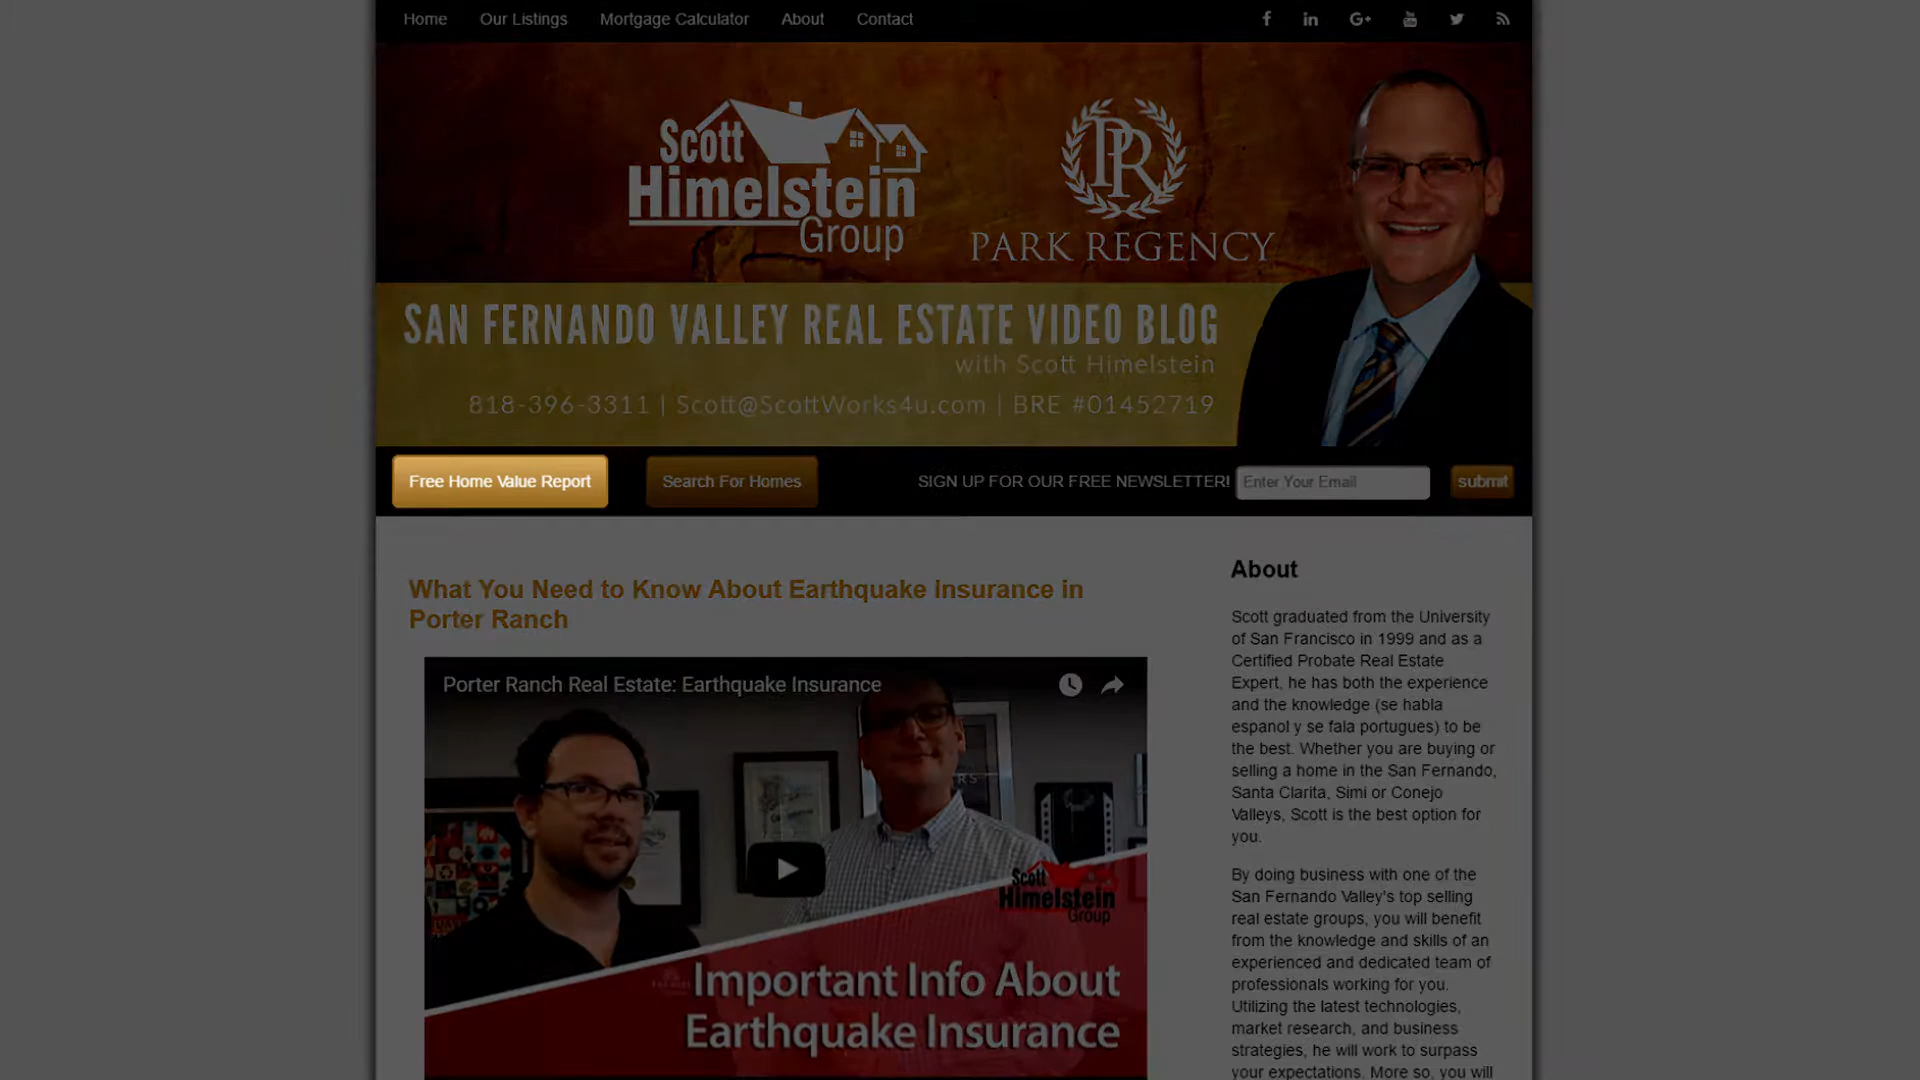 Home Our Listings Mortgage Calculator About Contact
Scott
Himelstein
Group
PR
PARK REGENCY
SAN FERNANDO VALLEY REAL ESTATE VIDEO BLOG
with Scott Himelstein
818-396-3311 | Scott@ScottWorks4u.com | BRE #01452719
Free Home Value Report
Search For Homes
SIGN UP FOR OUR FREE NEWSLETTER!
Enter Your Email
submit
What You Need to Know About Earthquake Insurance in
Porter Ranch
Porter Ranch Real Estate: Earthquake Insurance
Scott
Himelstein
Group
Important Info About
Earthquake Insurance
About
Scott graduated from the University
of San Francisco in 1999 and as a
Certified Probate Real Estate
Expert, he has both the experience
and the knowledge (se habla
espanol y se fala portugues) to be
the best. Whether you are buying or
selling a home in the San Fernando,
Santa Clarita, Simi or Conejo
Valleys, Scott is the best option for
you.
By doing business with one of the
San Fernando Valley's top selling
real estate groups, you will benefit
from the knowledge and skills of an
experienced and dedicated team of
professionals working for you.
Utilizing the latest technologies,
market research, and business
strategies, he will work to surpass
your expectations. More so, you will